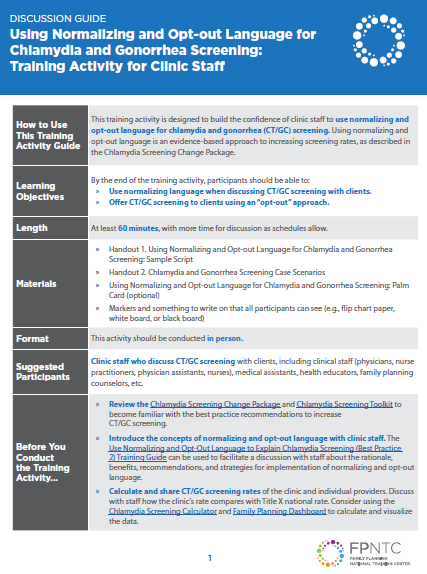 DISCUSSION GUIDE
Using Normalizing and Opt-out Language for
Chlamydia and Gonorrhea Screening:
Training Activity for Clinic Staff
How to Use
This Training
Activity Guide
This training activity is designed to build the confidence of clinic staff to use normalizing and
opt-out language for chlamydia and gonorrhea (CT/GC) screening. Using normalizing and
opt-out language is an evidence-based approach to increasing screening rates, as described in
the Chlamydia Screening Change Package.
Learning
Objectives
By the end of the training activity, participants should be able to:
» Use normalizing language when discussing CT/GC screening with clients.
» Offer CT/GC screening to clients using an “opt-out” approach.
Length
At least 60 minutes, with more time for discussion as schedules allow.
Materials
» Handout 1. Using Normalizing and Opt-out Language for Chlamydia and Gonorrhea
Screening: Sample Script
» Handout 2. Chlamydia and Gonorrhea Screening Case Scenarios
» Using Normalizing and Opt-out Language for Chlamydia and Gonorrhea Screening: Palm
Card (optional)
» Markers and something to write on that all participants can see (e.g., flip chart paper,
white board, or black board)
Format
This activity should be conducted in person.
Suggested
Participants
Clinic staff who discuss CT/GC screening with clients, including clinical staff (physicians, nurse
practitioners, physician assistants, nurses), medical assistants, health educators, family planning
counselors, etc.
Before You
Conduct
the Training
Activity...
» Review the Chlamydia Screening Change Package and Chlamydia Screening Toolkit to
become familiar with the best practice recommendations to increase
CT/GC screening.
» Introduce the concepts of normalizing and opt-out language with clinic staff. The
Use Normalizing and Opt-Out Language to Explain Chlamydia Screening (Best Practice
2) Training Guide can be used to facilitate a discussion with staff about the rationale,
benefits, recommendations, and strategies for implementation of normalizing and opt-out
language.
» Calculate and share CT/GC screening rates of the clinic and individual providers. Discuss
with staff how the clinic’s rate compares with Title X national rate. Consider using the
Chlamydia Screening Calculator and Family Planning Dashboard to calculate and visualize
the data.
1
FPNTC
FAMILY PLANNING
NATIONAL TRAINING CENTER